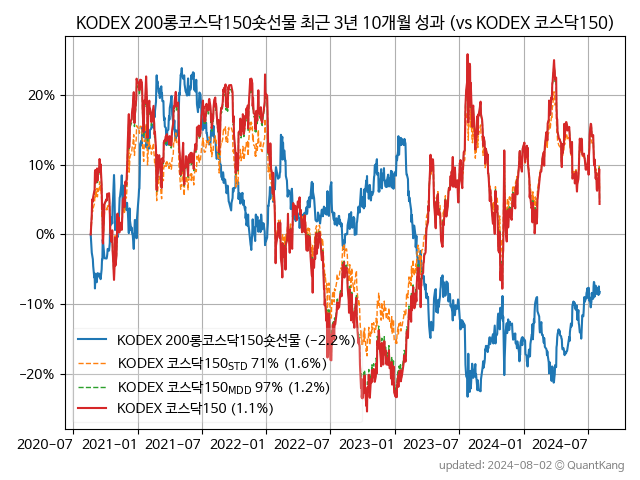 KODEX 200롱코스닥150숏선물 최근 3년 10개월 성과 (vs KODEX 코스닥150)
20%
10%
0%
−10%
−20%
KODEX 200롱코스닥150숏선물 (−2.2%)
KODEX 코스닥150STD 71% (1.6%)
KODEX 코스닥150MDD 97% (1.2%)
KODEX 코스닥150 (1.1%)
2020−07 2021−01 2021−07 2022−01 2022−07 2023−01 2023−07 2024−01 2024−07
updated: 2024−08−02 © QuantKang